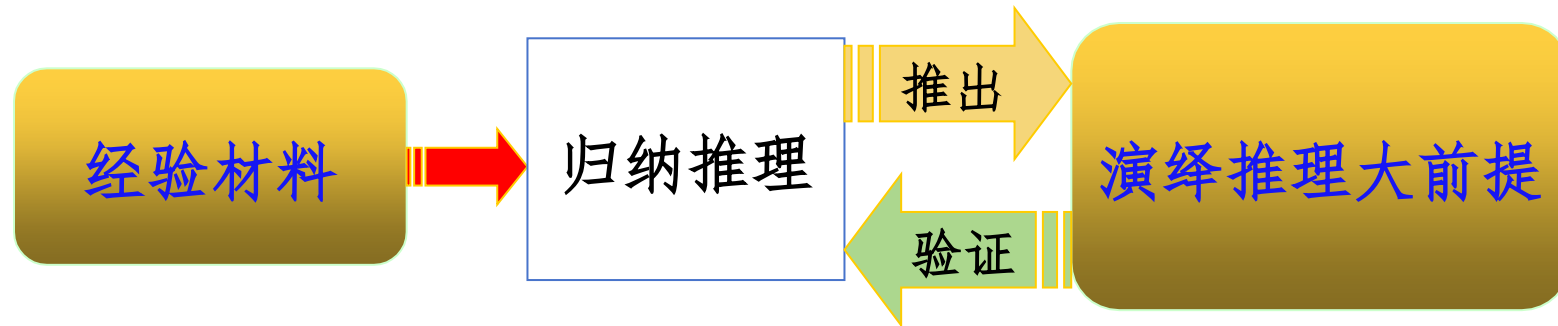 经验材料
归纳推理
推出
验证
演绎推理大前提